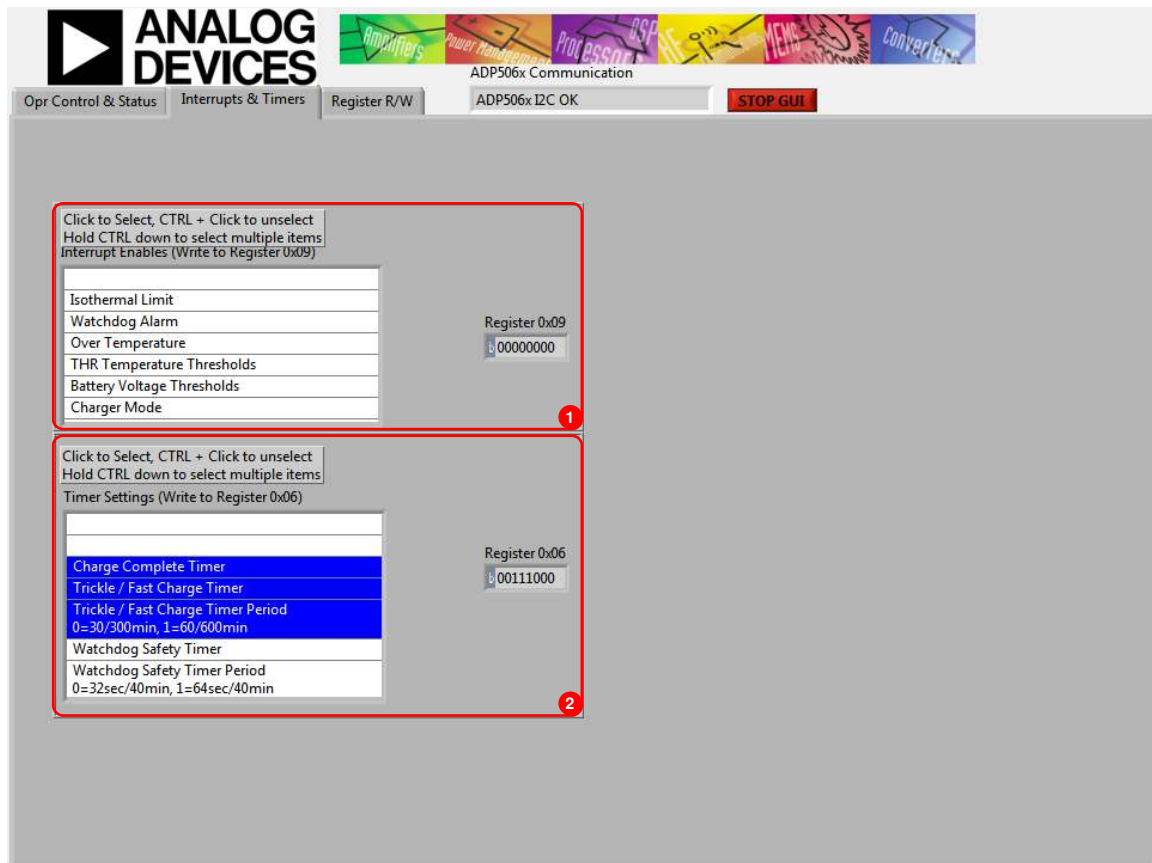 ANALOG
DEVICES
Amplifiers
Power Management
Processor
DSP
RF
MEMS
Converters
ADP506x Communication
Opr Control & Status
Interrupts & Timers
Register R/W
ADP506x I2C OK
STOP GUI
Click to Select, CTRL + Click to unselect
Hold CTRL down to select multiple items
Interrupt Enables (Write to Register 0x09)
Isothermal Limit
Watchdog Alarm
Over Temperature
THR Temperature Thresholds
Battery Voltage Thresholds
Charger Mode
Register 0x09
b 00000000
1
Click to Select, CTRL + Click to unselect
Hold CTRL down to select multiple items
Timer Settings (Write to Register 0x06)
Charge Complete Timer
Trickle / Fast Charge Timer
Trickle / Fast Charge Timer Period
0=30/300min, 1=60/600min
Watchdog Safety Timer
Watchdog Safety Timer Period
0=32sec/40min, 1=64sec/40min
Register 0x06
b 00111000
2